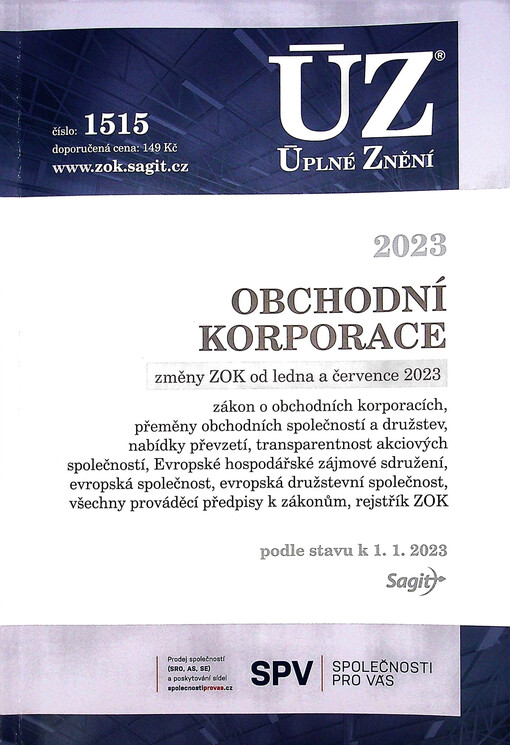 ÚZ®
číslo: 1515
ÚPLNÉ ZNĚNÍ
doporučená cena: 149 Kč
www.zok.sagit.cz
2023
OBCHODNÍ
KORPORACE
změny ZOK od ledna a července 2023
zákon o obchodních korporacích,
přeměny obchodních společností a družstev,
nabídky převzetí, transparentnost akciových
společností, Evropské hospodářské zájmové sdružení,
evropská společnost, evropská družstevní společnost,
všechny prováděcí předpisy k zákonům, rejstřík ZOK
podle stavu k 1. 1. 2023
Sagit
Prodej společností
(SRO, AS, SE)
a poskytování sídel
společnostiprovas.cz
SPV
SPOLEČNOSTI
PRO VÁS